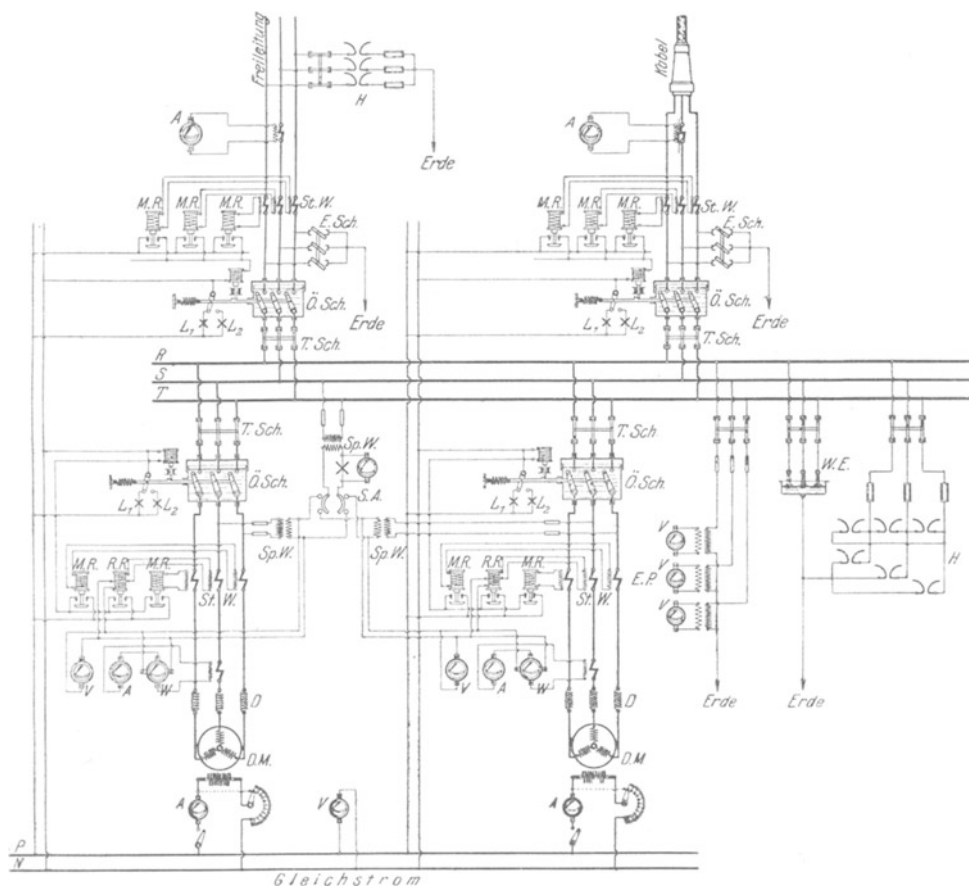 Freileitung
Kabel
A
H
A
Erde
Erde
M.R. M.R. M.R. St.W.
M.R. M.R. M.R. St.W.
E.Sch.
E.Sch.
Ö.Sch.
Ö.Sch.
L1 L2
Erde
L1 L2
Erde
T.Sch.
T.Sch.
R
S
T
T.Sch.
T.Sch.
Sp.W.
W.E.
Ö.Sch.
Ö.Sch.
S.A.
L1 L2
L1 L2
Sp.W.
Sp.W.
V
H
M.R. R.R. M.R.
M.R. R.R. M.R.
E.P.
V
St. W.
St. W.
V
V A W
V A W
D
D
Erde
Erde
D.M.
D.M
A
V
A
P
N
Gleichstrom